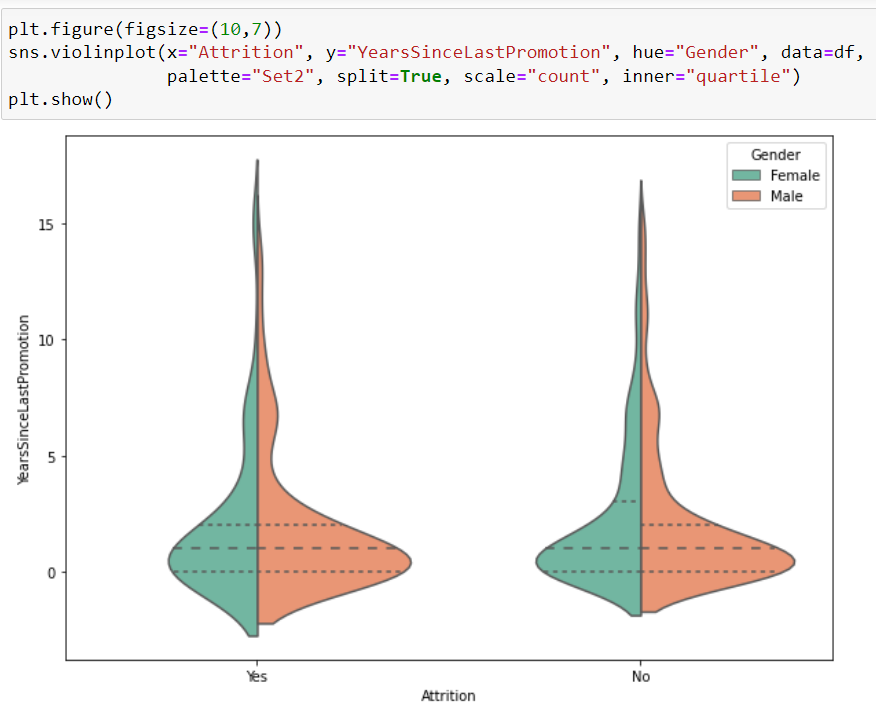 plt.figure(figsize=(10,7))
sns.violinplot(x="Attrition", y="YearsSinceLastPromotion", hue="Gender", data=df,
palette="Set2", split=True, scale="count", inner="quartile")
plt.show()
Gender
Female
Male
15
10
5
0
YearsSinceLastPromotion
Yes
No
Attrition